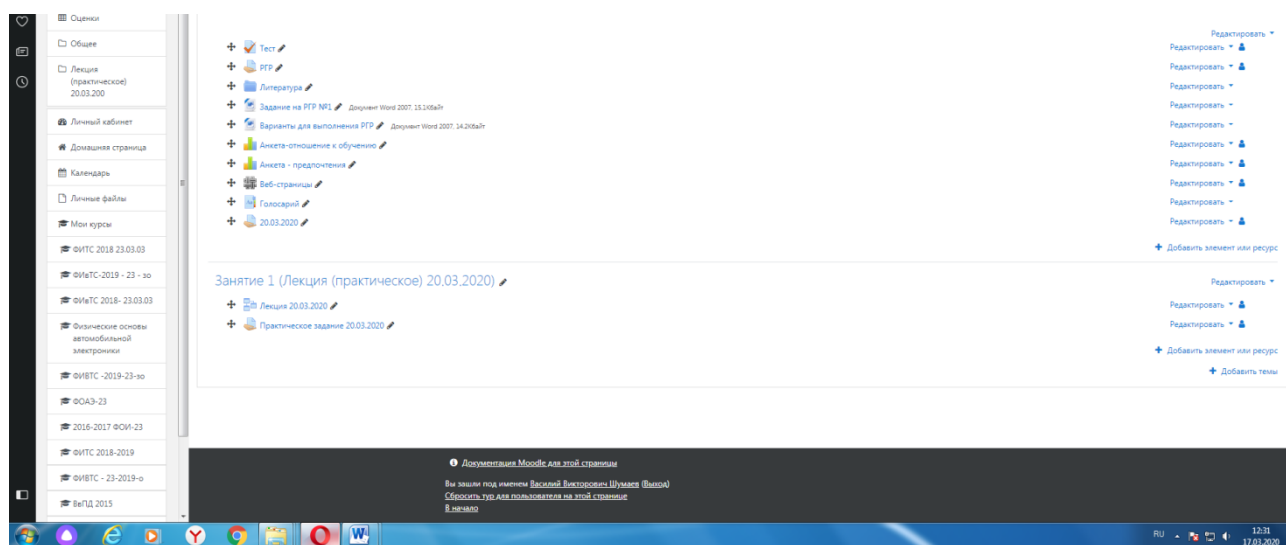 Оценки
Общее
Лекция
(практическое)
20.03.200
Личный кабинет
Домашняя страница
Календарь
Личные файлы
Мои курсы
ФИТС 2018 23.03.03
ФИвТС-2019 - 23 - зо
ФИвТС 2018- 23.03.03
Физические основы
автомобильной
электроники
ФИВТС -2019-23-зо
ФОАЭ-23
2016-2017 ФОИ-23
ФИТС 2018-2019
ФИВТС - 23-2019-о
ВеПД 2015
Редактировать
Тест Редактировать
РГР Редактировать
Литература Редактировать
Задание на РГР №1 Документ Word 2007, 15.1Кбайт Редактировать
Варианты для выполнения РГР Документ Word 2007, 14.2Кбайт Редактировать
Анкета-отношение к обучению Редактировать
Анкета - предпочтения Редактировать
Веб-страницы Редактировать
Голосарий Редактировать
20.03.2020 Редактировать
+ Добавить элемент или ресурс
Занятие 1 (Лекция (практическое) 20.03.2020) Редактировать
Лекция 20.03.2020 Редактировать
Практическое задание 20.03.2020 Редактировать
+ Добавить элемент или ресурс
+ Добавить темы
Документация Moodle для этой страницы
Вы зашли под именем Василий Викторович Шумаев (Выход)
Сбросить тур для пользователя на этой странице
В начало
RU 12:31
17.03.2020